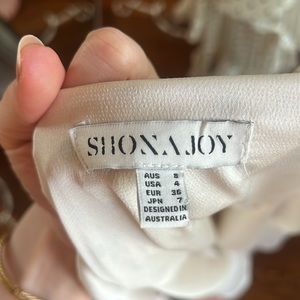 SHONA JOY
AUS 8
USA 4
EUR 36
JPN 7
DESIGNED IN
AUSTRALIA